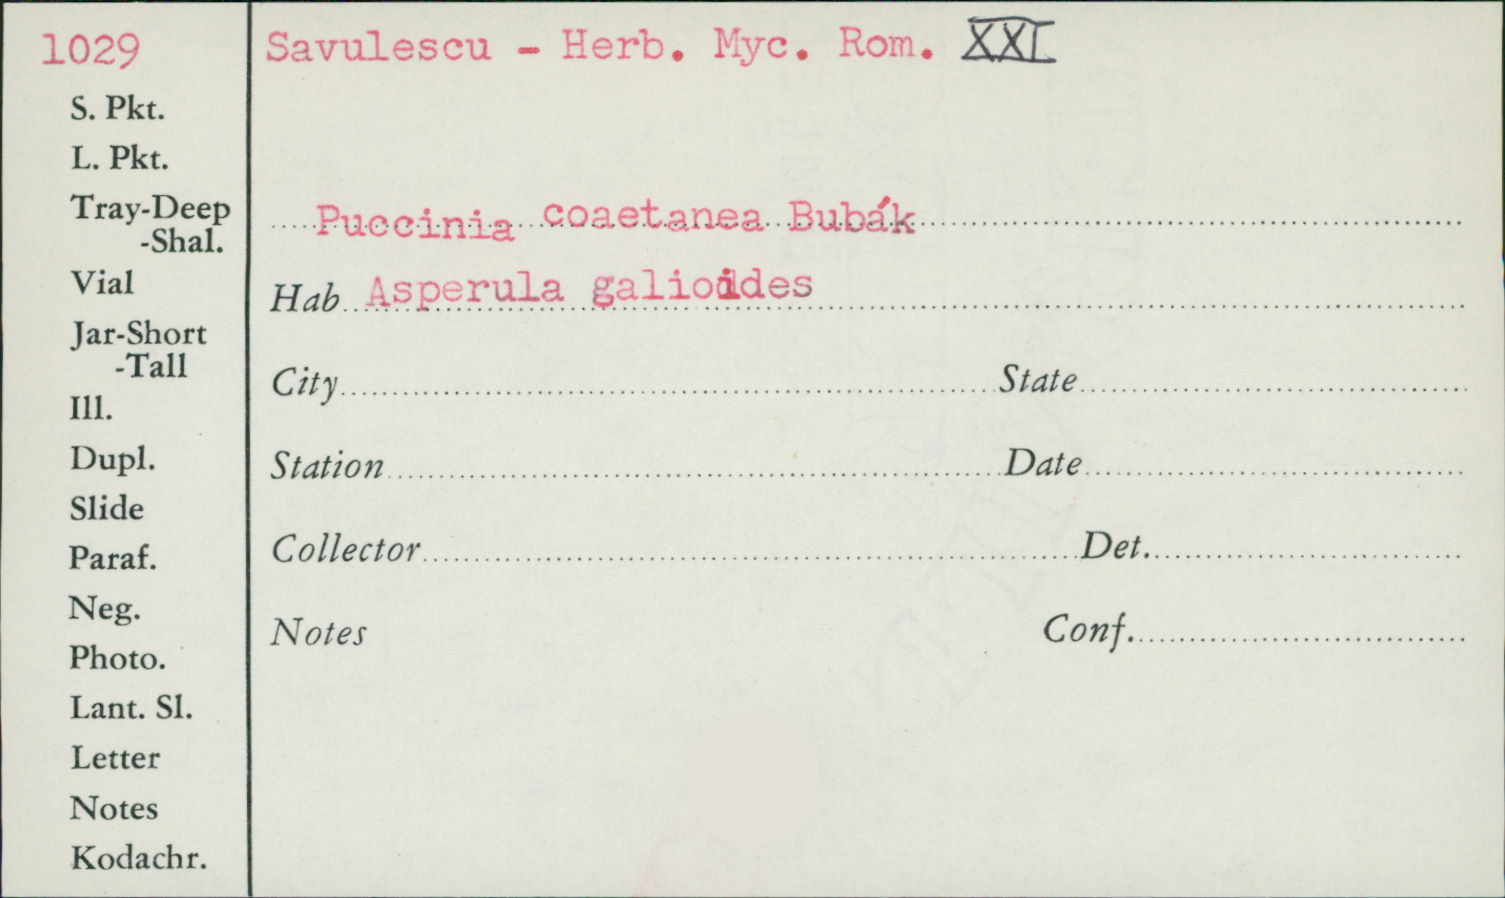 1029
Savulescu - Herb. Myc. Rom. XXI
S. Pkt.
L. Pkt.
Tray-Deep
-Shal.
Vial
Jar-Short
-Tall
Ill.
Dupl.
Slide
Paraf.
Neg.
Photo.
Lant. Sl.
Letter
Notes
Kodachr.
Puccinia coaetanea Bubák
Hab Asperula galioides
City State
Station Date
Collector Det.
Notes Conf.